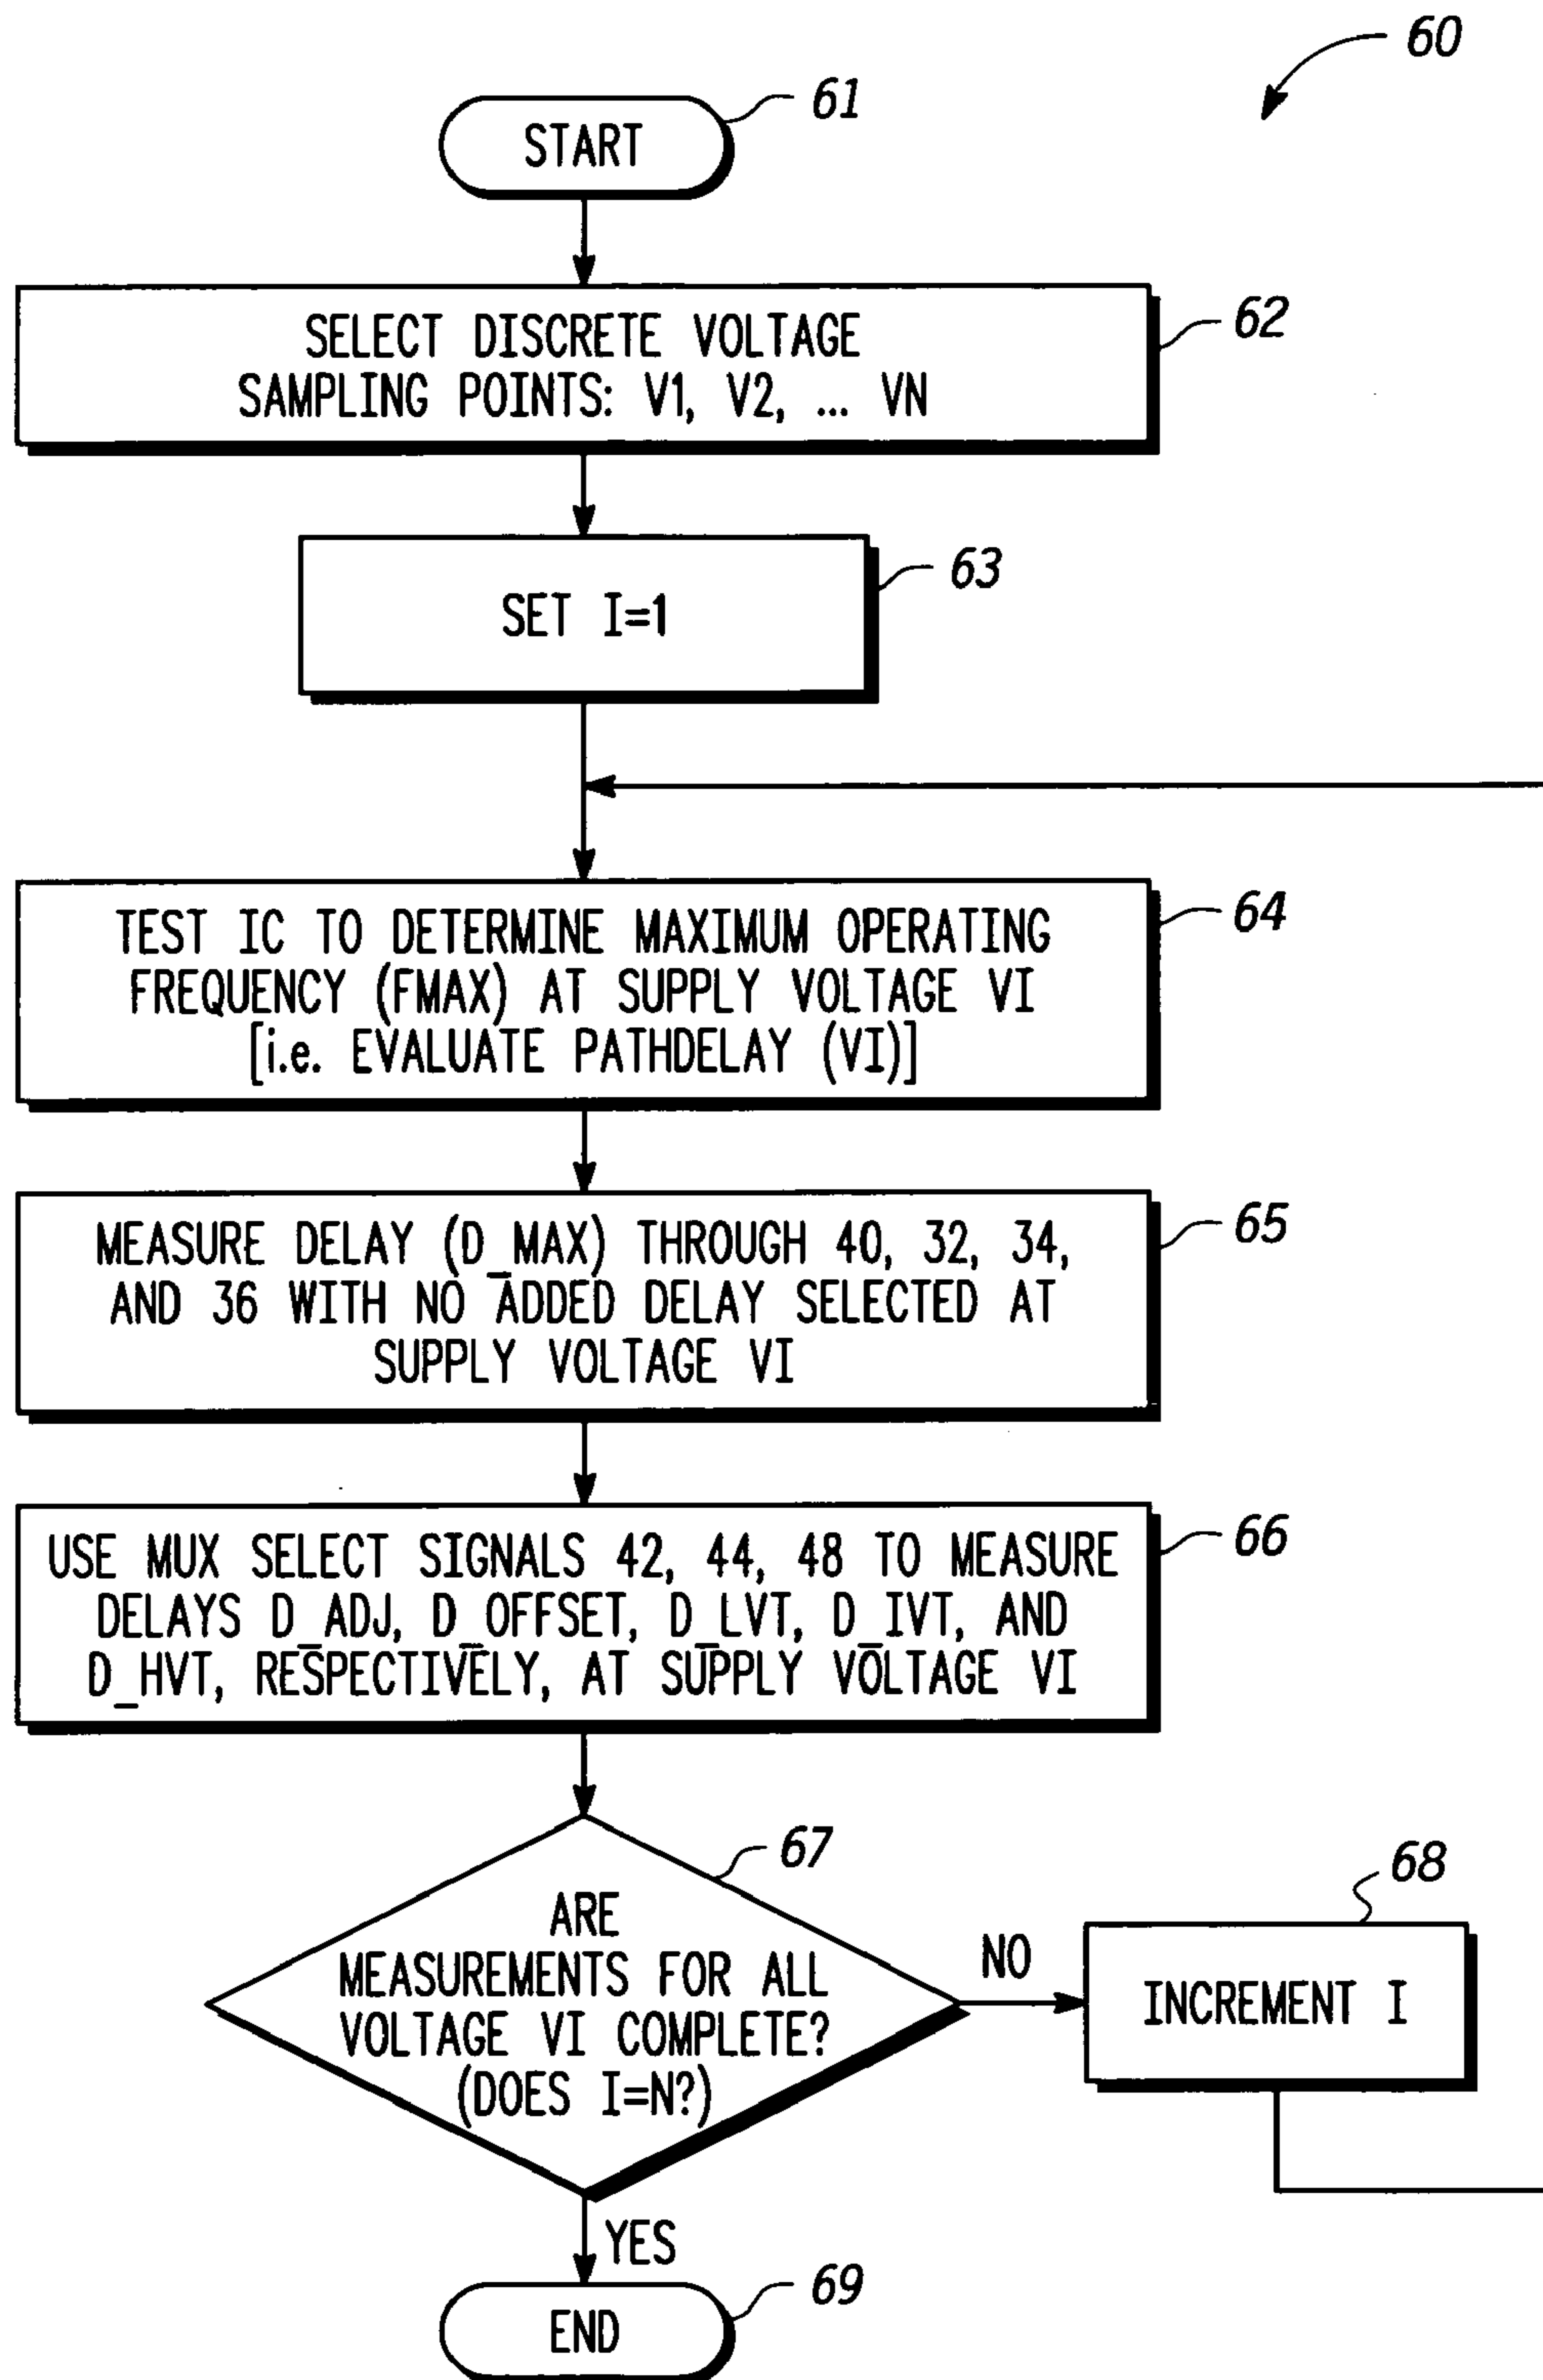 60
61
START
62
SELECT DISCRETE VOLTAGE
SAMPLING POINTS: V1, V2, ... VN
63
SET I=1
64
TEST IC TO DETERMINE MAXIMUM OPERATING
FREQUENCY (FMAX) AT SUPPLY VOLTAGE VI
[i.e. EVALUATE PATHDELAY (VI)]
65
MEASURE DELAY (D_MAX) THROUGH 40, 32, 34,
AND 36 WITH NO ADDED DELAY SELECTED AT
SUPPLY VOLTAGE VI
66
USE MUX SELECT SIGNALS 42, 44, 48 TO MEASURE
DELAYS D_ADJ, D_OFFSET, D_LVT, D_IVT, AND
D_HVT, RESPECTIVELY, AT SUPPLY VOLTAGE VI
67
ARE
MEASUREMENTS FOR ALL
VOLTAGE VI COMPLETE?
(DOES I=N?)
NO
68
INCREMENT I
YES
69
END